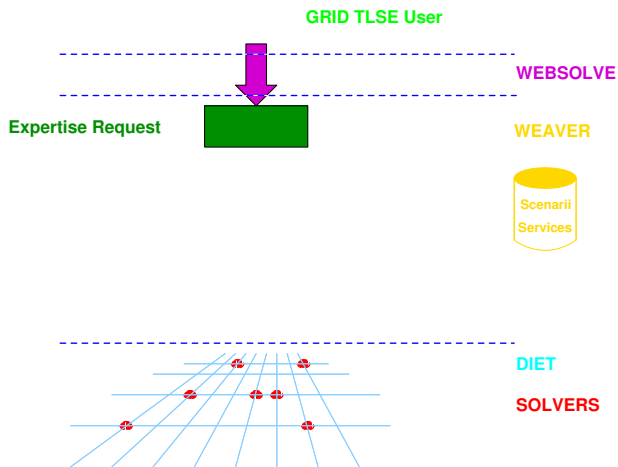 GRID TLSE User
WEBSOLVE
Expertise Request
WEAVER
Scenarii
Services
DIET
SOLVERS